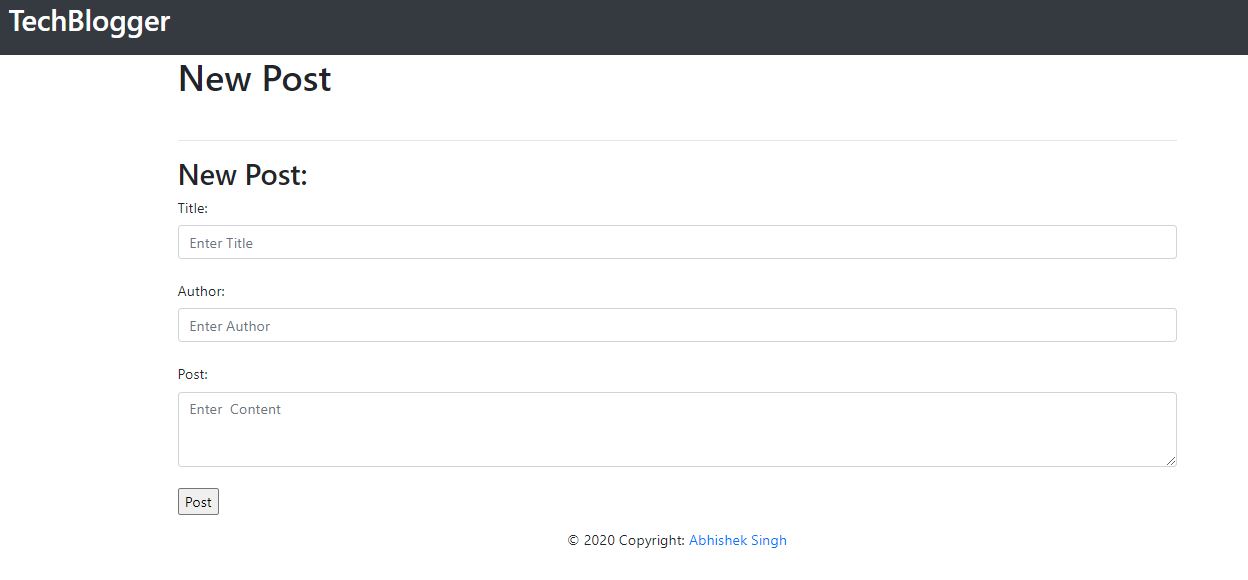 TechBlogger
New Post
New Post:
Title:
Enter Title
Author:
Enter Author
Post:
Enter  Content
Post
© 2020 Copyright: Abhishek Singh